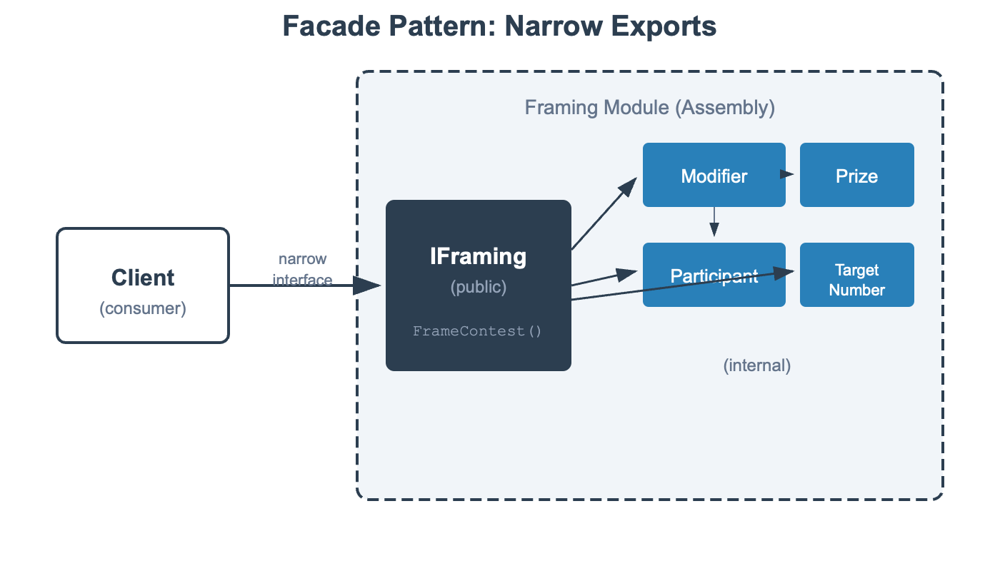 Facade Pattern: Narrow Exports
Framing Module (Assembly)
Modifier
Prize
Client
(consumer)
narrow
interface
IFraming
(public)
FrameContest()
Participant
Target
Number
(internal)